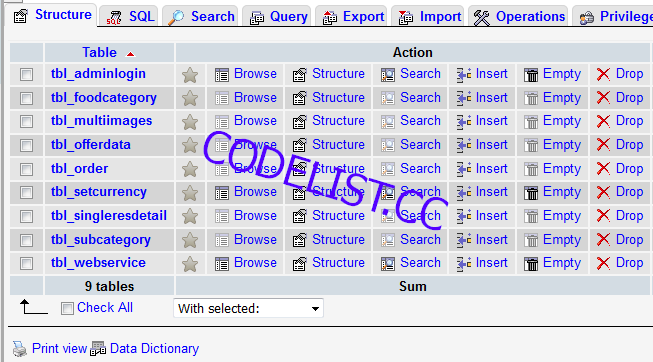 Structure SQL Search Query Export Import Operations Privilege
Table Action
tbl_adminlogin Browse Structure Search Insert Empty Drop
tbl_foodcategory Browse Structure Search Insert Empty Drop
tbl_multiimages Browse Structure Search Insert Empty Drop
tbl_offerdata Browse Structure Search Insert Empty Drop
tbl_order Browse Structure Search Insert Empty Drop
tbl_setcurrency Browse Structure Search Insert Empty Drop
tbl_singleresdetail Browse Structure Search Insert Empty Drop
tbl_subcategory Browse Structure Search Insert Empty Drop
tbl_webservice Browse Structure Search Insert Empty Drop
9 tables Sum
Check All With selected:
Print view Data Dictionary
CODELIST.CC